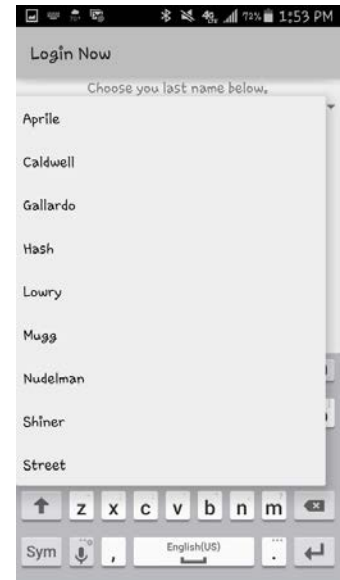 72% 1:53 PM
Login Now
Choose you last name below.
Aprile
Caldwell
Gallardo
Hash
Lowry
Mugg
Nudelman
Shiner
Street
z x c v b n m
Sym , English(US) .